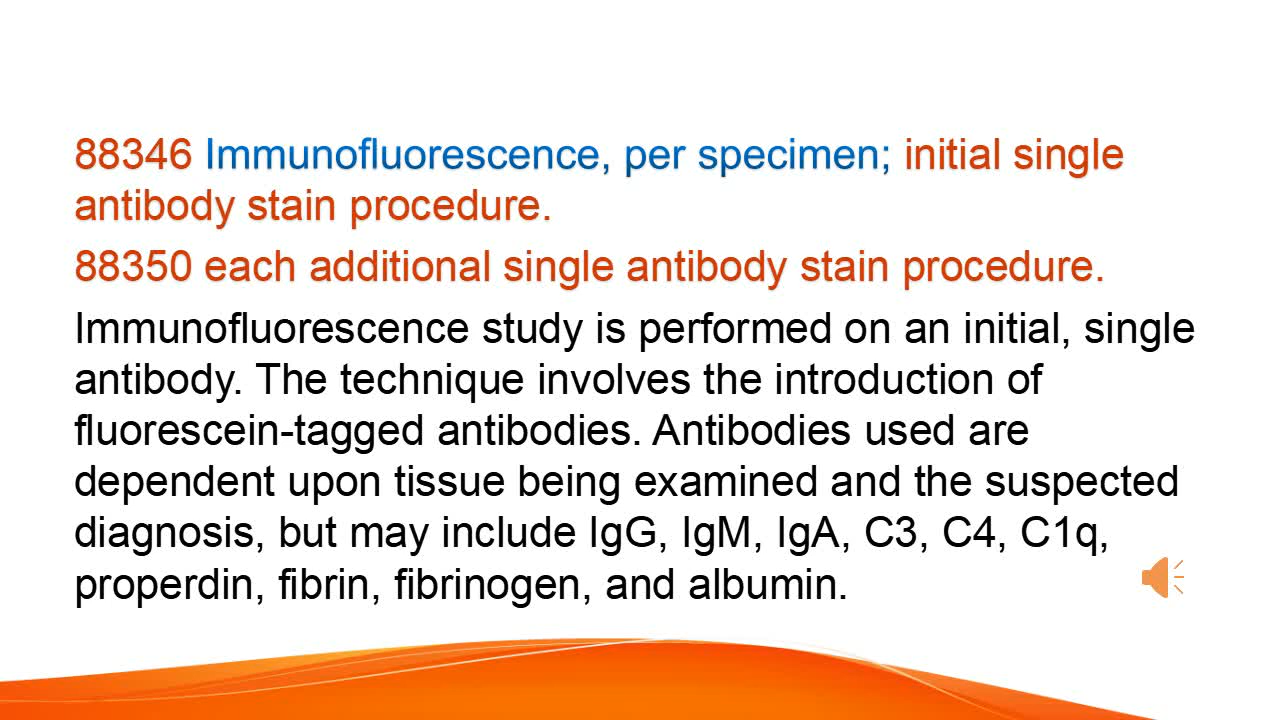 88346 Immunofluorescence, per specimen; initial single
antibody stain procedure.
88350 each additional single antibody stain procedure.
Immunofluorescence study is performed on an initial, single
antibody. The technique involves the introduction of
fluorescein-tagged antibodies. Antibodies used are
dependent upon tissue being examined and the suspected
diagnosis, but may include IgG, IgM, IgA, C3, C4, C1q,
properdin, fibrin, fibrinogen, and albumin.